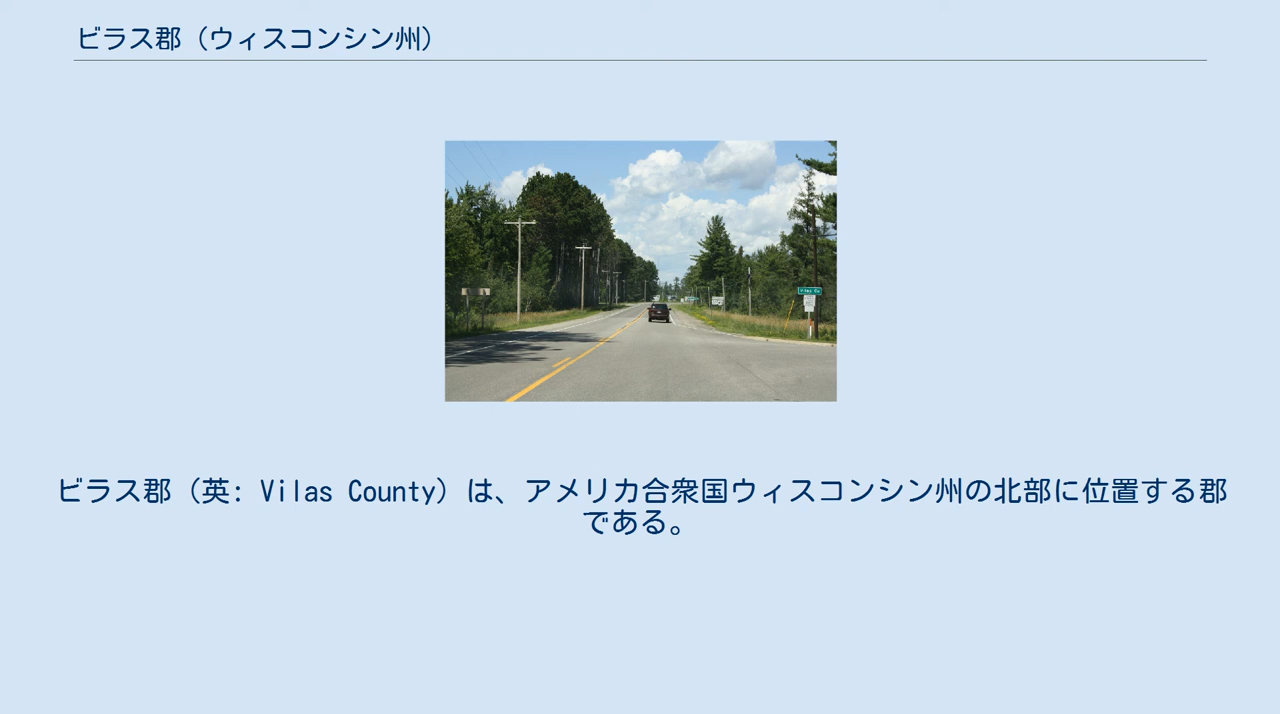 ビラス郡（ウィスコンシン州）
Vilas Co
ビラス郡（英: Vilas County）は、アメリカ合衆国ウィスコンシン州の北部に位置する郡
である。